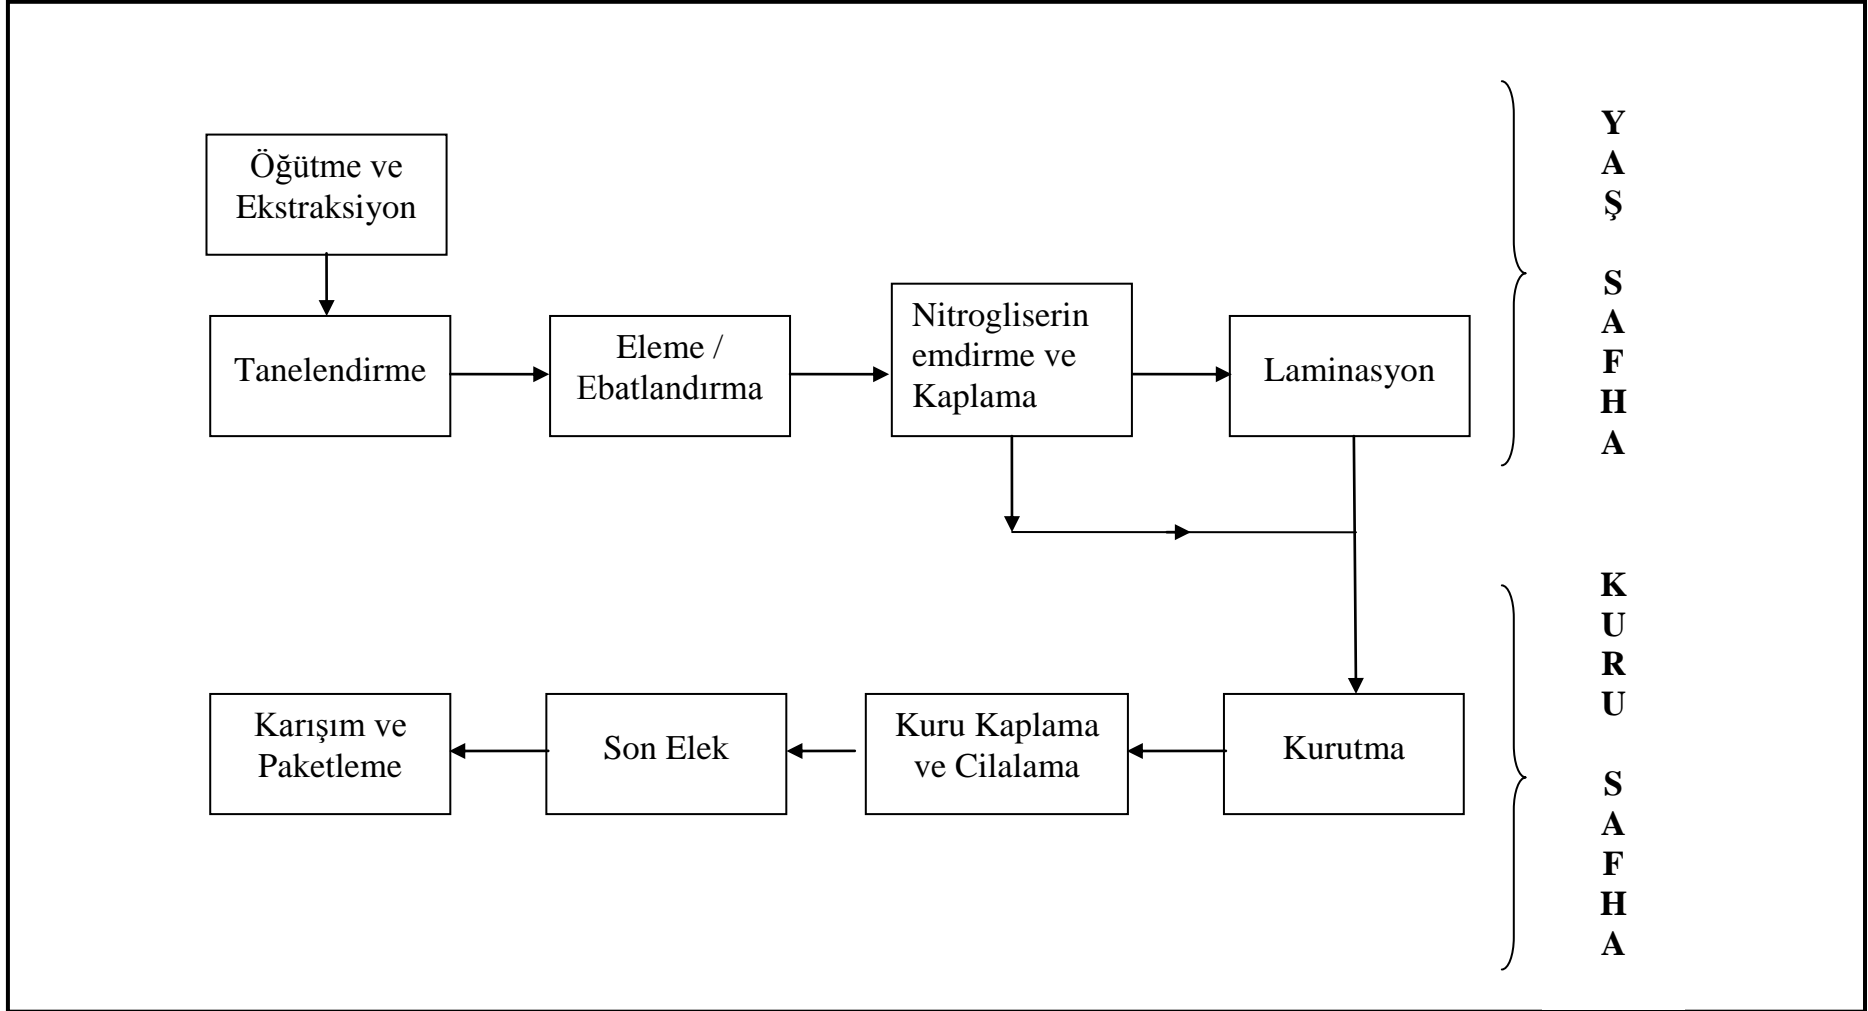 Öğütme ve
Ekstraksiyon
Tanelendirme
Eleme /
Ebatlandırma
Nitrogliserin
emdirme ve
Kaplama
Laminasyon
YAŞ SAFHA
Karışım ve
Paketleme
Son Elek
Kuru Kaplama
ve Cilalama
Kurutma
KURU SAFHA